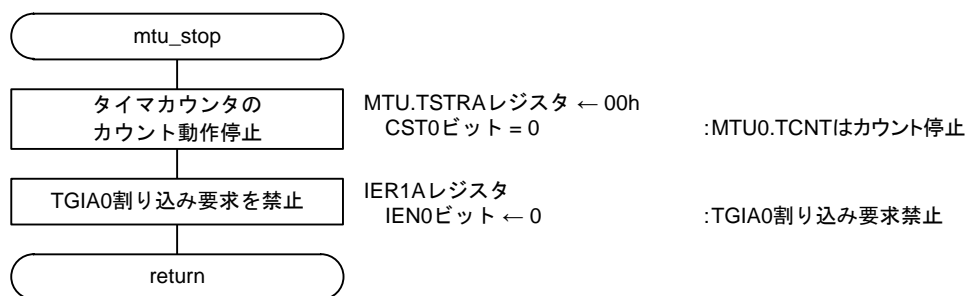 mtu_stop
タイマカウンタの
カウント動作停止
MTU.TSTRAレジスタ ← 00h
CST0ビット = 0 :MTU0.TCNTはカウント停止
TGIA0割り込み要求を禁止
IER1Aレジスタ
IEN0ビット ← 0 :TGIA0割り込み要求禁止
return